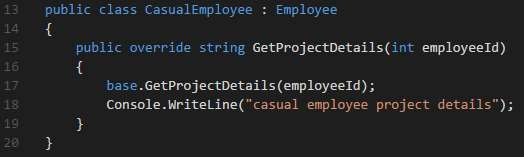 13 public class CasualEmployee : Employee
14 {
15     public override string GetProjectDetails(int employeeId)
16     {
17         base.GetProjectDetails(employeeId);
18         Console.WriteLine("casual employee project details");
19     }
20 }